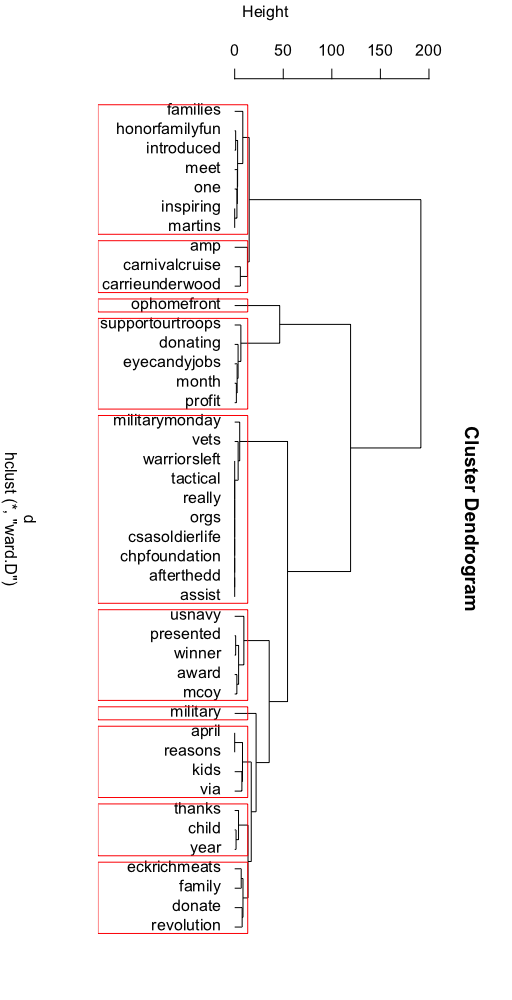 Height
0 50 100 150 200
families
honorfamilyfun
introduced
meet
one
inspiring
martins
amp
carnivalcruise
carrieunderwood
ophomefront
supportourtroops
donating
eyecandyjobs
month
profit
militarymonday
vets
warriorsleft
tactical
really
orgs
csasoldierlife
chpfoundation
afterthedd
assist
usnavy
presented
winner
award
mcoy
military
april
reasons
kids
via
thanks
child
year
eckrichmeats
family
donate
revolution
Cluster Dendrogram
d
hclust (*, "ward.D")